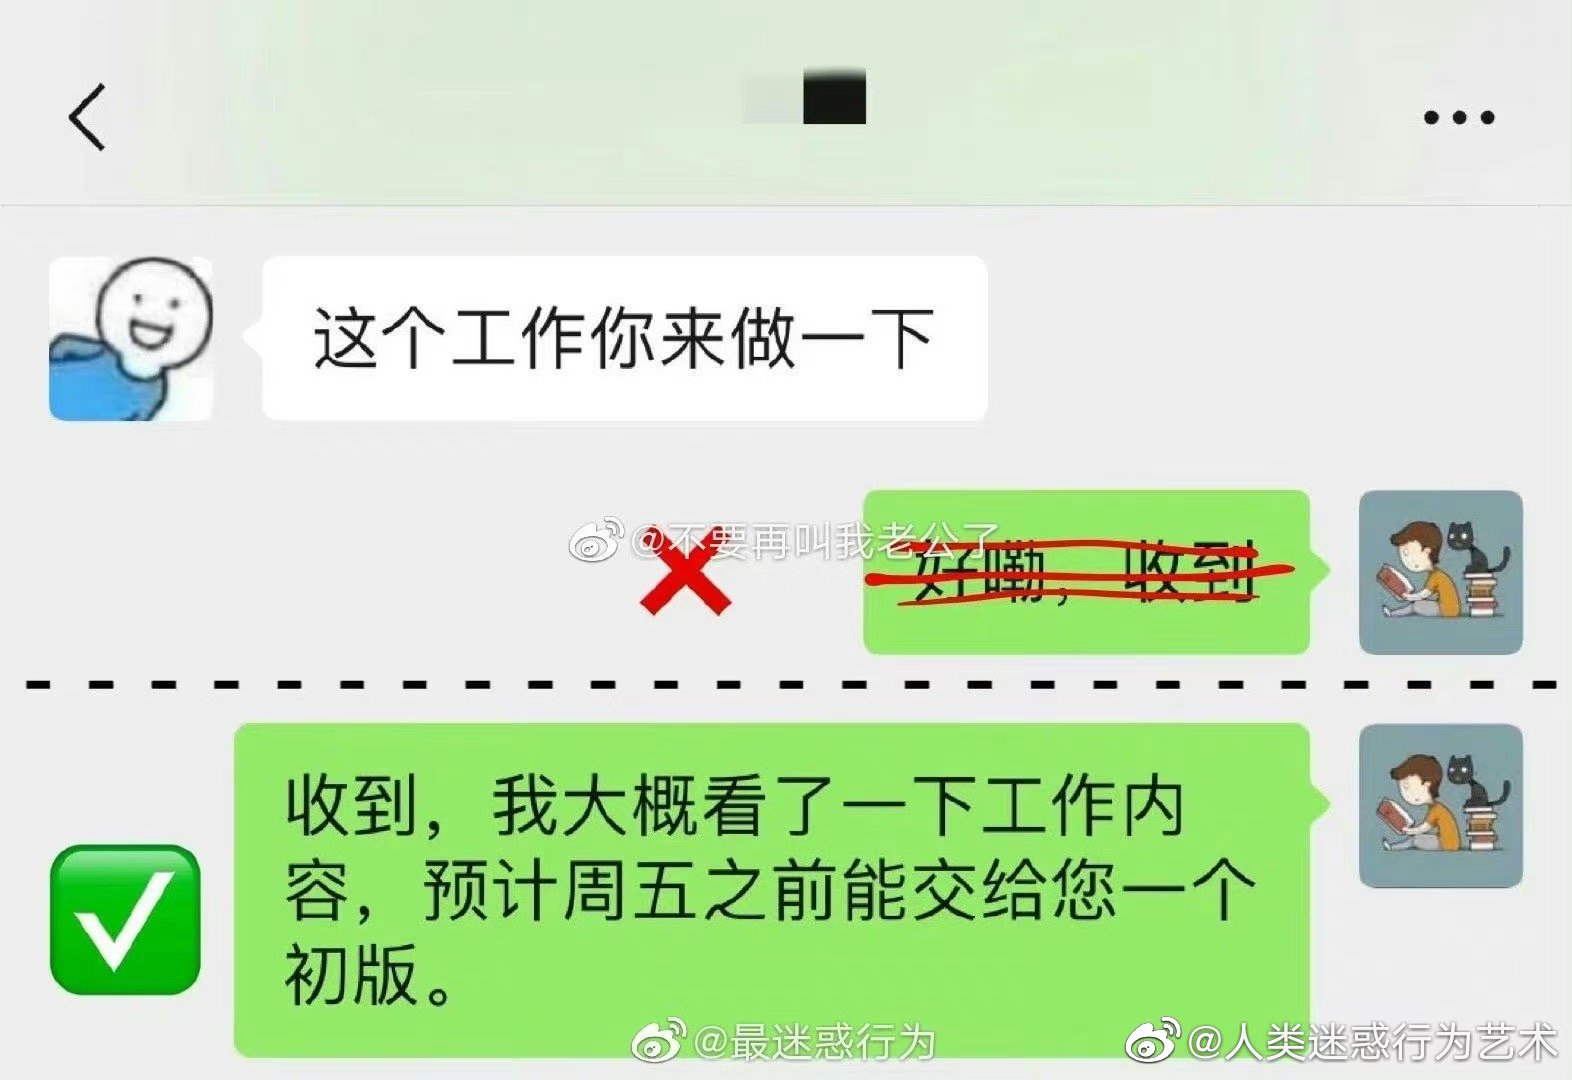 这个工作你来做一下
@不要再叫我老公了
好嘞，收到
收到，我大概看了一下工作内
容，预计周五之前能交给您一个
初版。
@最迷惑行为
@人类迷惑行为艺术